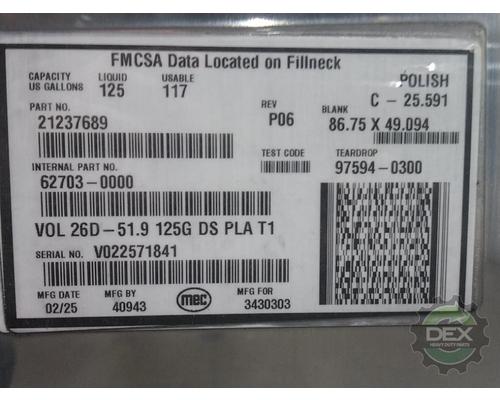 FMCSA Data Located on Fillneck
CAPACITY LIQUID USABLE
US GALLONS 125 117
POLISH
C - 25.591
PART NO.
21237689
REV
P06
BLANK
86.75 X 49.094
TEST CODE
TEARDROP
97594-0300
INTERNAL PART NO.
62703-0000
VOL 26D-51.9 125G DS PLA T1
SERIAL NO. V022571841
MFG DATE MFG BY mec MFG FOR
02/25 40943 3430303
DEX
HEAVY DUTY PARTS